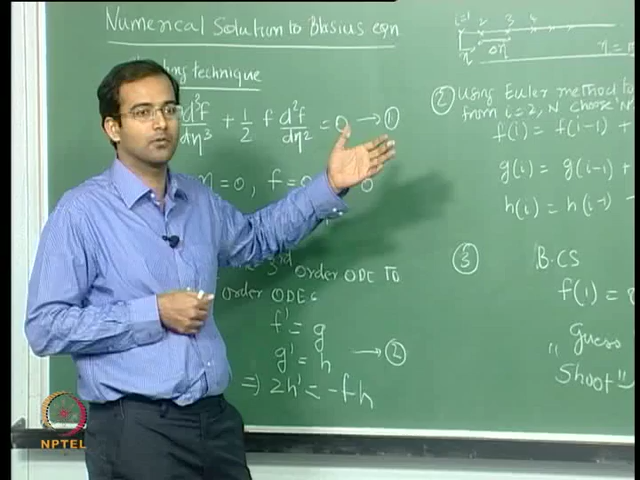 Numerical Solution to Blasius eqn
technique
d³f/dη³ + 1/2 f d²f/dη² = 0 → ①
= 0, f =
3rd order ODE to
order ODEs
f' = g
g' = h → ②
⇒ 2h' = -fh
i=1 2 3 4
Δη
② Using Euler method to
from i=2, N choose N
f(i) = f(i-1) +
g(i) = g(i-1) +
h(i) = h(i-1)
③ B.CS
f(1) =
Guess
"Shoot"
NPTEL